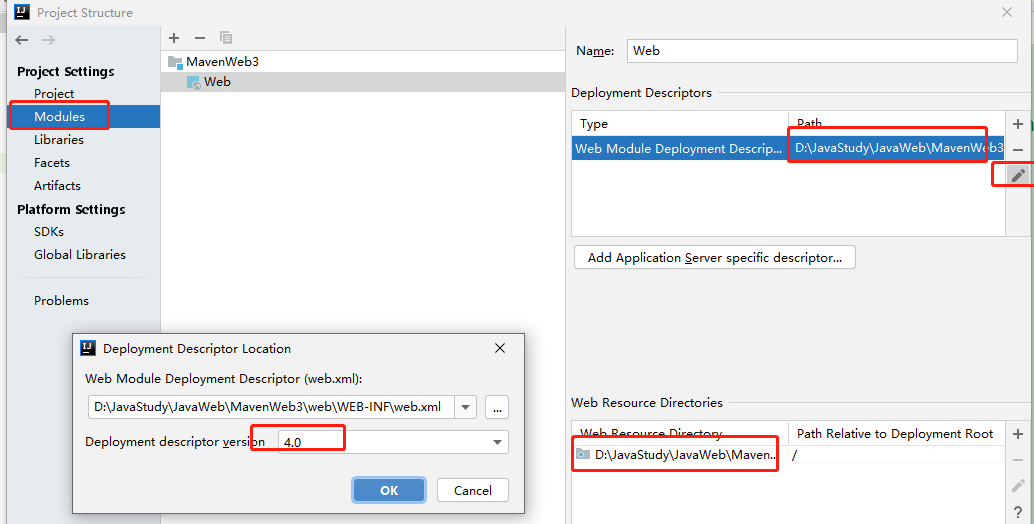 Project Structure
Project Settings
Project
Modules
Libraries
Facets
Artifacts
Platform Settings
SDKs
Global Libraries
Problems
MavenWeb3
Web
Name: Web
Deployment Descriptors
Type Path
Web Module Deployment Descrip... D:\JavaStudy\JavaWeb\MavenWeb3
Add Application Server specific descriptor...
Deployment Descriptor Location
Web Module Deployment Descriptor (web.xml):
D:\JavaStudy\JavaWeb\MavenWeb3\web\WEB-INF\web.xml ...
Deployment descriptor version 4.0
OK Cancel
Web Resource Directories
Web Resource Directory Path Relative to Deployment Root
D:\JavaStudy\JavaWeb\Maven... /